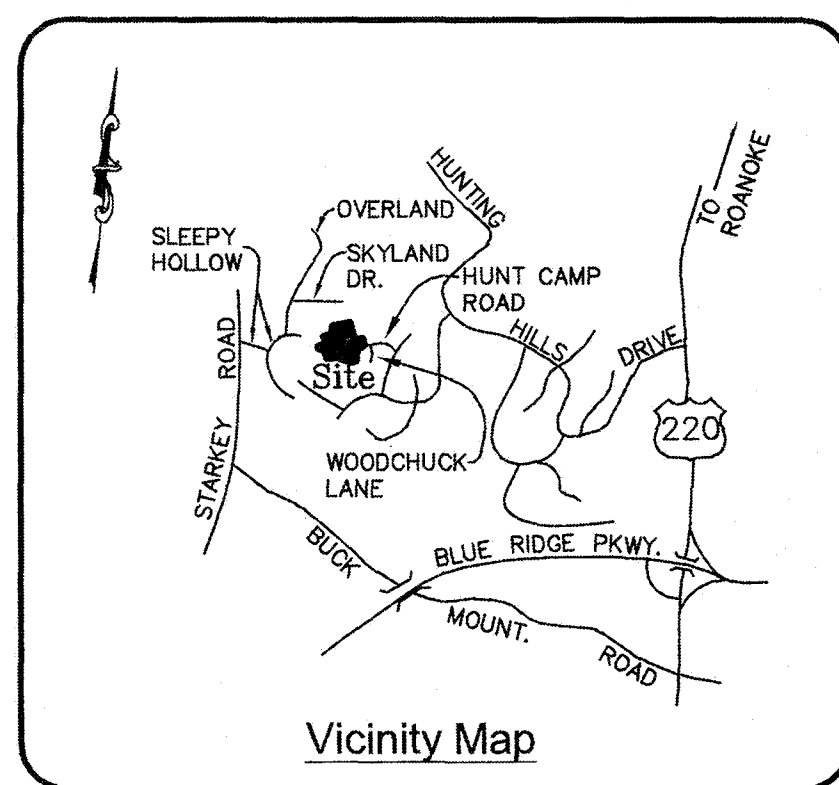 HUNTING
TO
ROANOKE
OVERLAND
SLEEPY
HOLLOW
SKYLAND
DR.
HUNT CAMP
ROAD
HILLS
DRIVE
ROAD
Site
STARKEY
220
WOODCHUCK
LANE
BUCK
BLUE RIDGE PKWY.
MOUNT.
ROAD
Vicinity Map